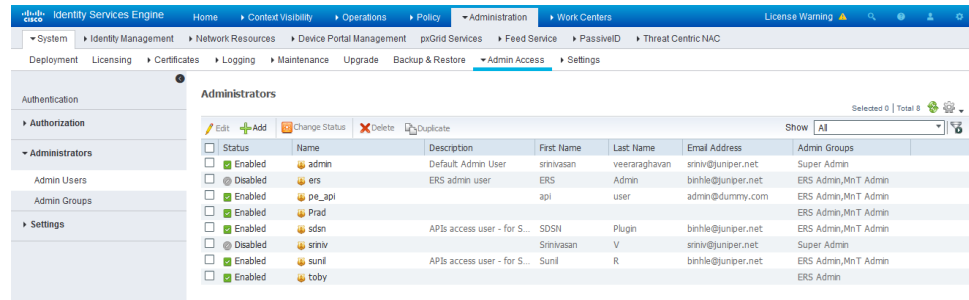 cisco Identity Services Engine Home Context Visibility Operations Policy Administration Work Centers License Warning
System Identity Management Network Resources Device Portal Management pxGrid Services Feed Service PassiveID Threat Centric NAC
Deployment Licensing Certificates Logging Maintenance Upgrade Backup & Restore Admin Access Settings
Authentication
Authorization
Administrators
Admin Users
Admin Groups
Settings
Administrators
Selected 0 | Total 8
Edit Add Change Status Delete Duplicate Show All
Status Name Description First Name Last Name Email Address Admin Groups
Enabled admin Default Admin User srinivasan veeraraghavan sriniv@juniper.net Super Admin
Disabled ers ERS admin user ERS Admin binhle@juniper.net ERS Admin,MnT Admin
Enabled pe_api api user admin@dummy.com ERS Admin,MnT Admin
Enabled Prad ERS Admin,MnT Admin
Enabled sdsn APIs access user - for S... SDSN Plugin binhle@juniper.net ERS Admin,MnT Admin
Disabled sriniv Srinivasan V sriniv@juniper.net Super Admin
Enabled sunil APIs access user - for S... Sunil R binhle@juniper.net ERS Admin,MnT Admin
Enabled toby ERS Admin